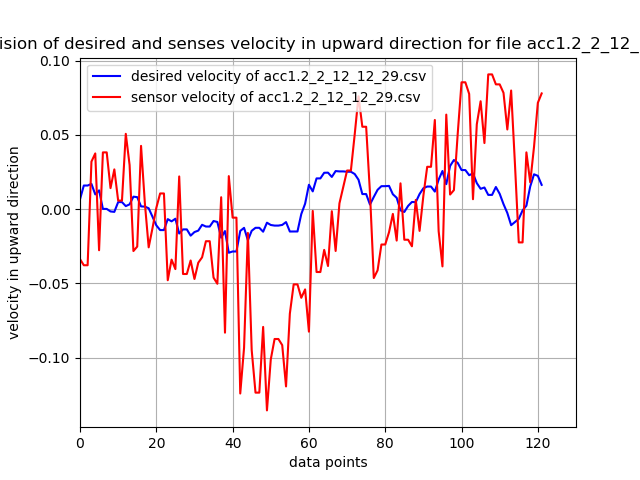 ision of desired and senses velocity in upward direction for file acc1.2_2_12_
desired velocity of acc1.2_2_12_12_29.csv
sensor velocity of acc1.2_2_12_12_29.csv
velocity in upward direction
0.10
0.05
0.00
−0.05
−0.10
0 20 40 60 80 100 120
data points